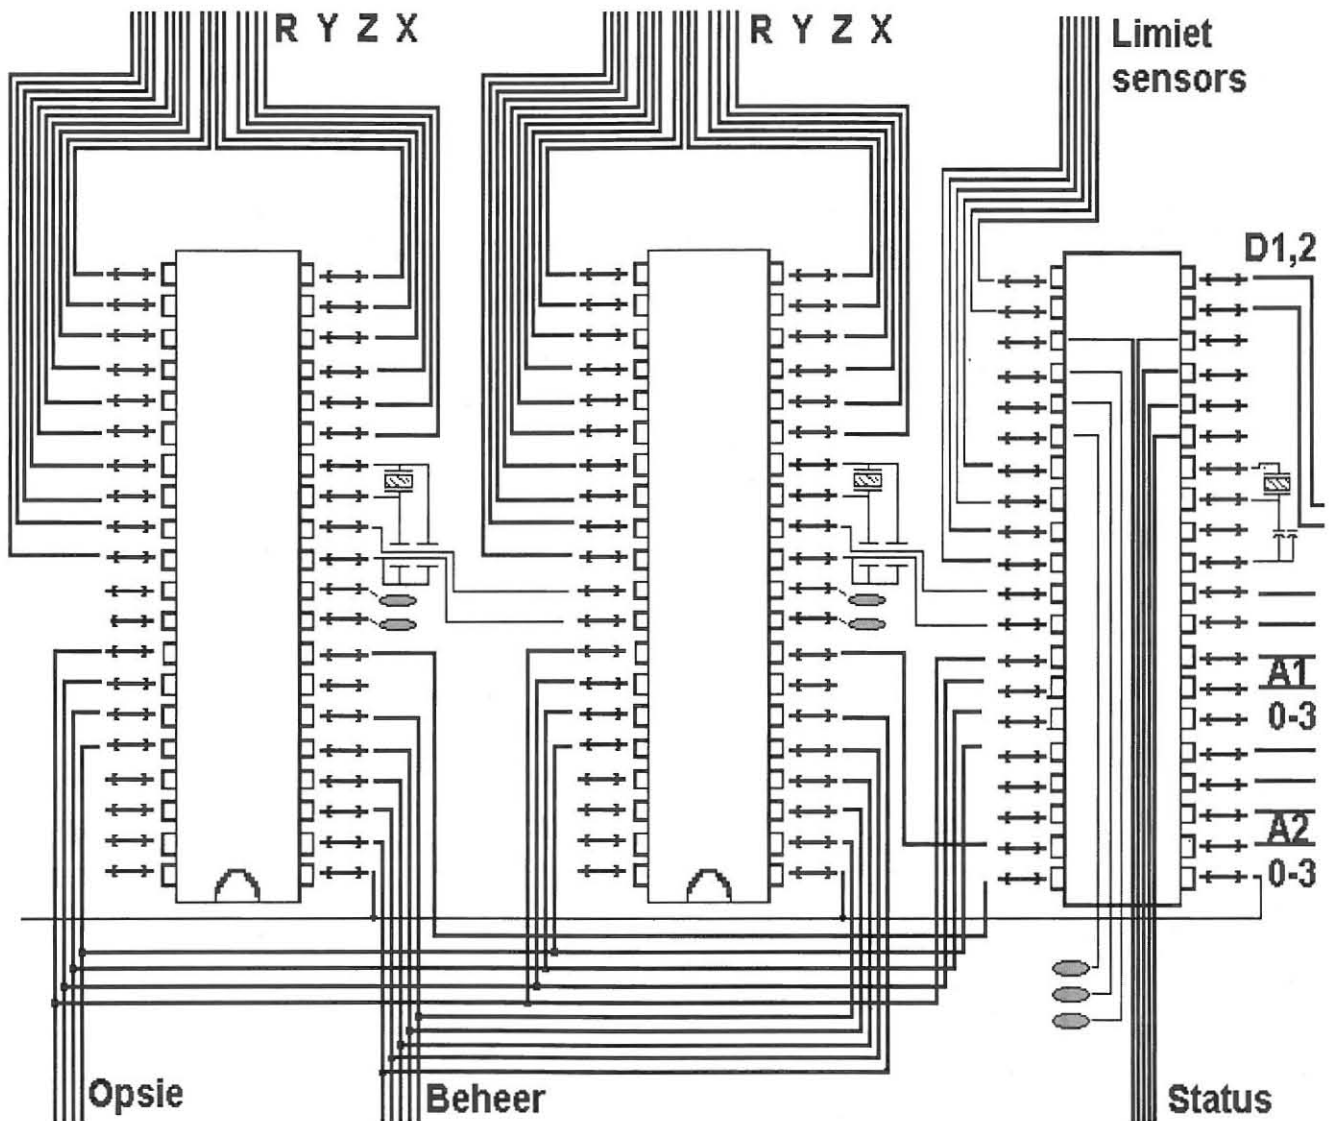 R Y Z X
R Y Z X
Limiet
sensors
D1,2
A1
0-3
A2
0-3
Opsie
Beheer
Status